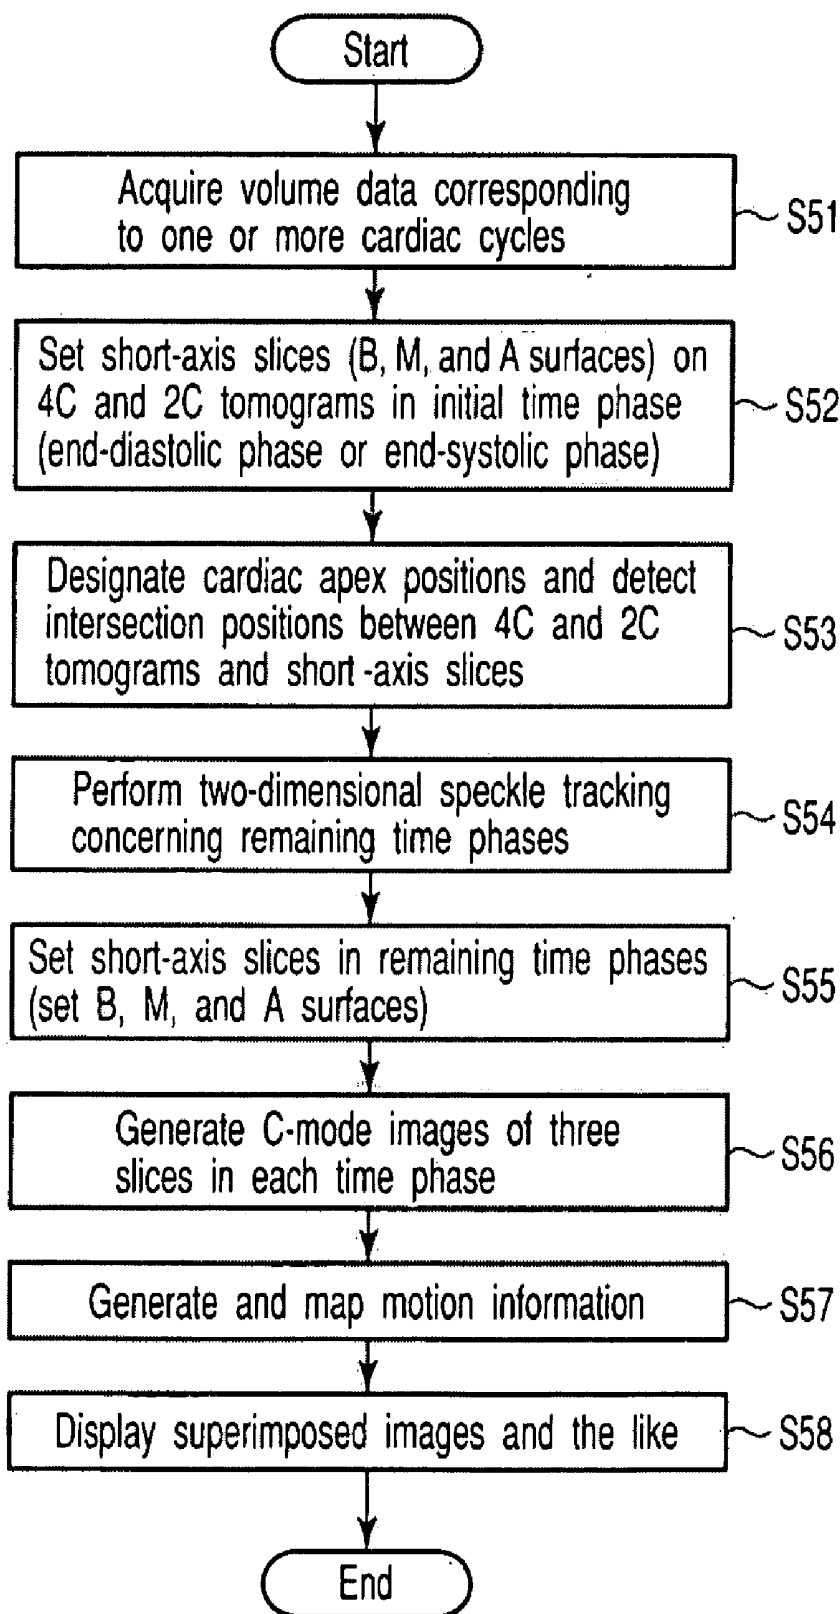 Start
Acquire volume data corresponding
to one or more cardiac cycles
S51
Set short-axis slices (B, M, and A surfaces) on
4C and 2C tomograms in initial time phase
(end-diastolic phase or end-systolic phase)
S52
Designate cardiac apex positions and detect
intersection positions between 4C and 2C
tomograms and short-axis slices
S53
Perform two-dimensional speckle tracking
concerning remaining time phases
S54
Set short-axis slices in remaining time phases
(set B, M, and A surfaces)
S55
Generate C-mode images of three
slices in each time phase
S56
Generate and map motion information
S57
Display superimposed images and the like
S58
End